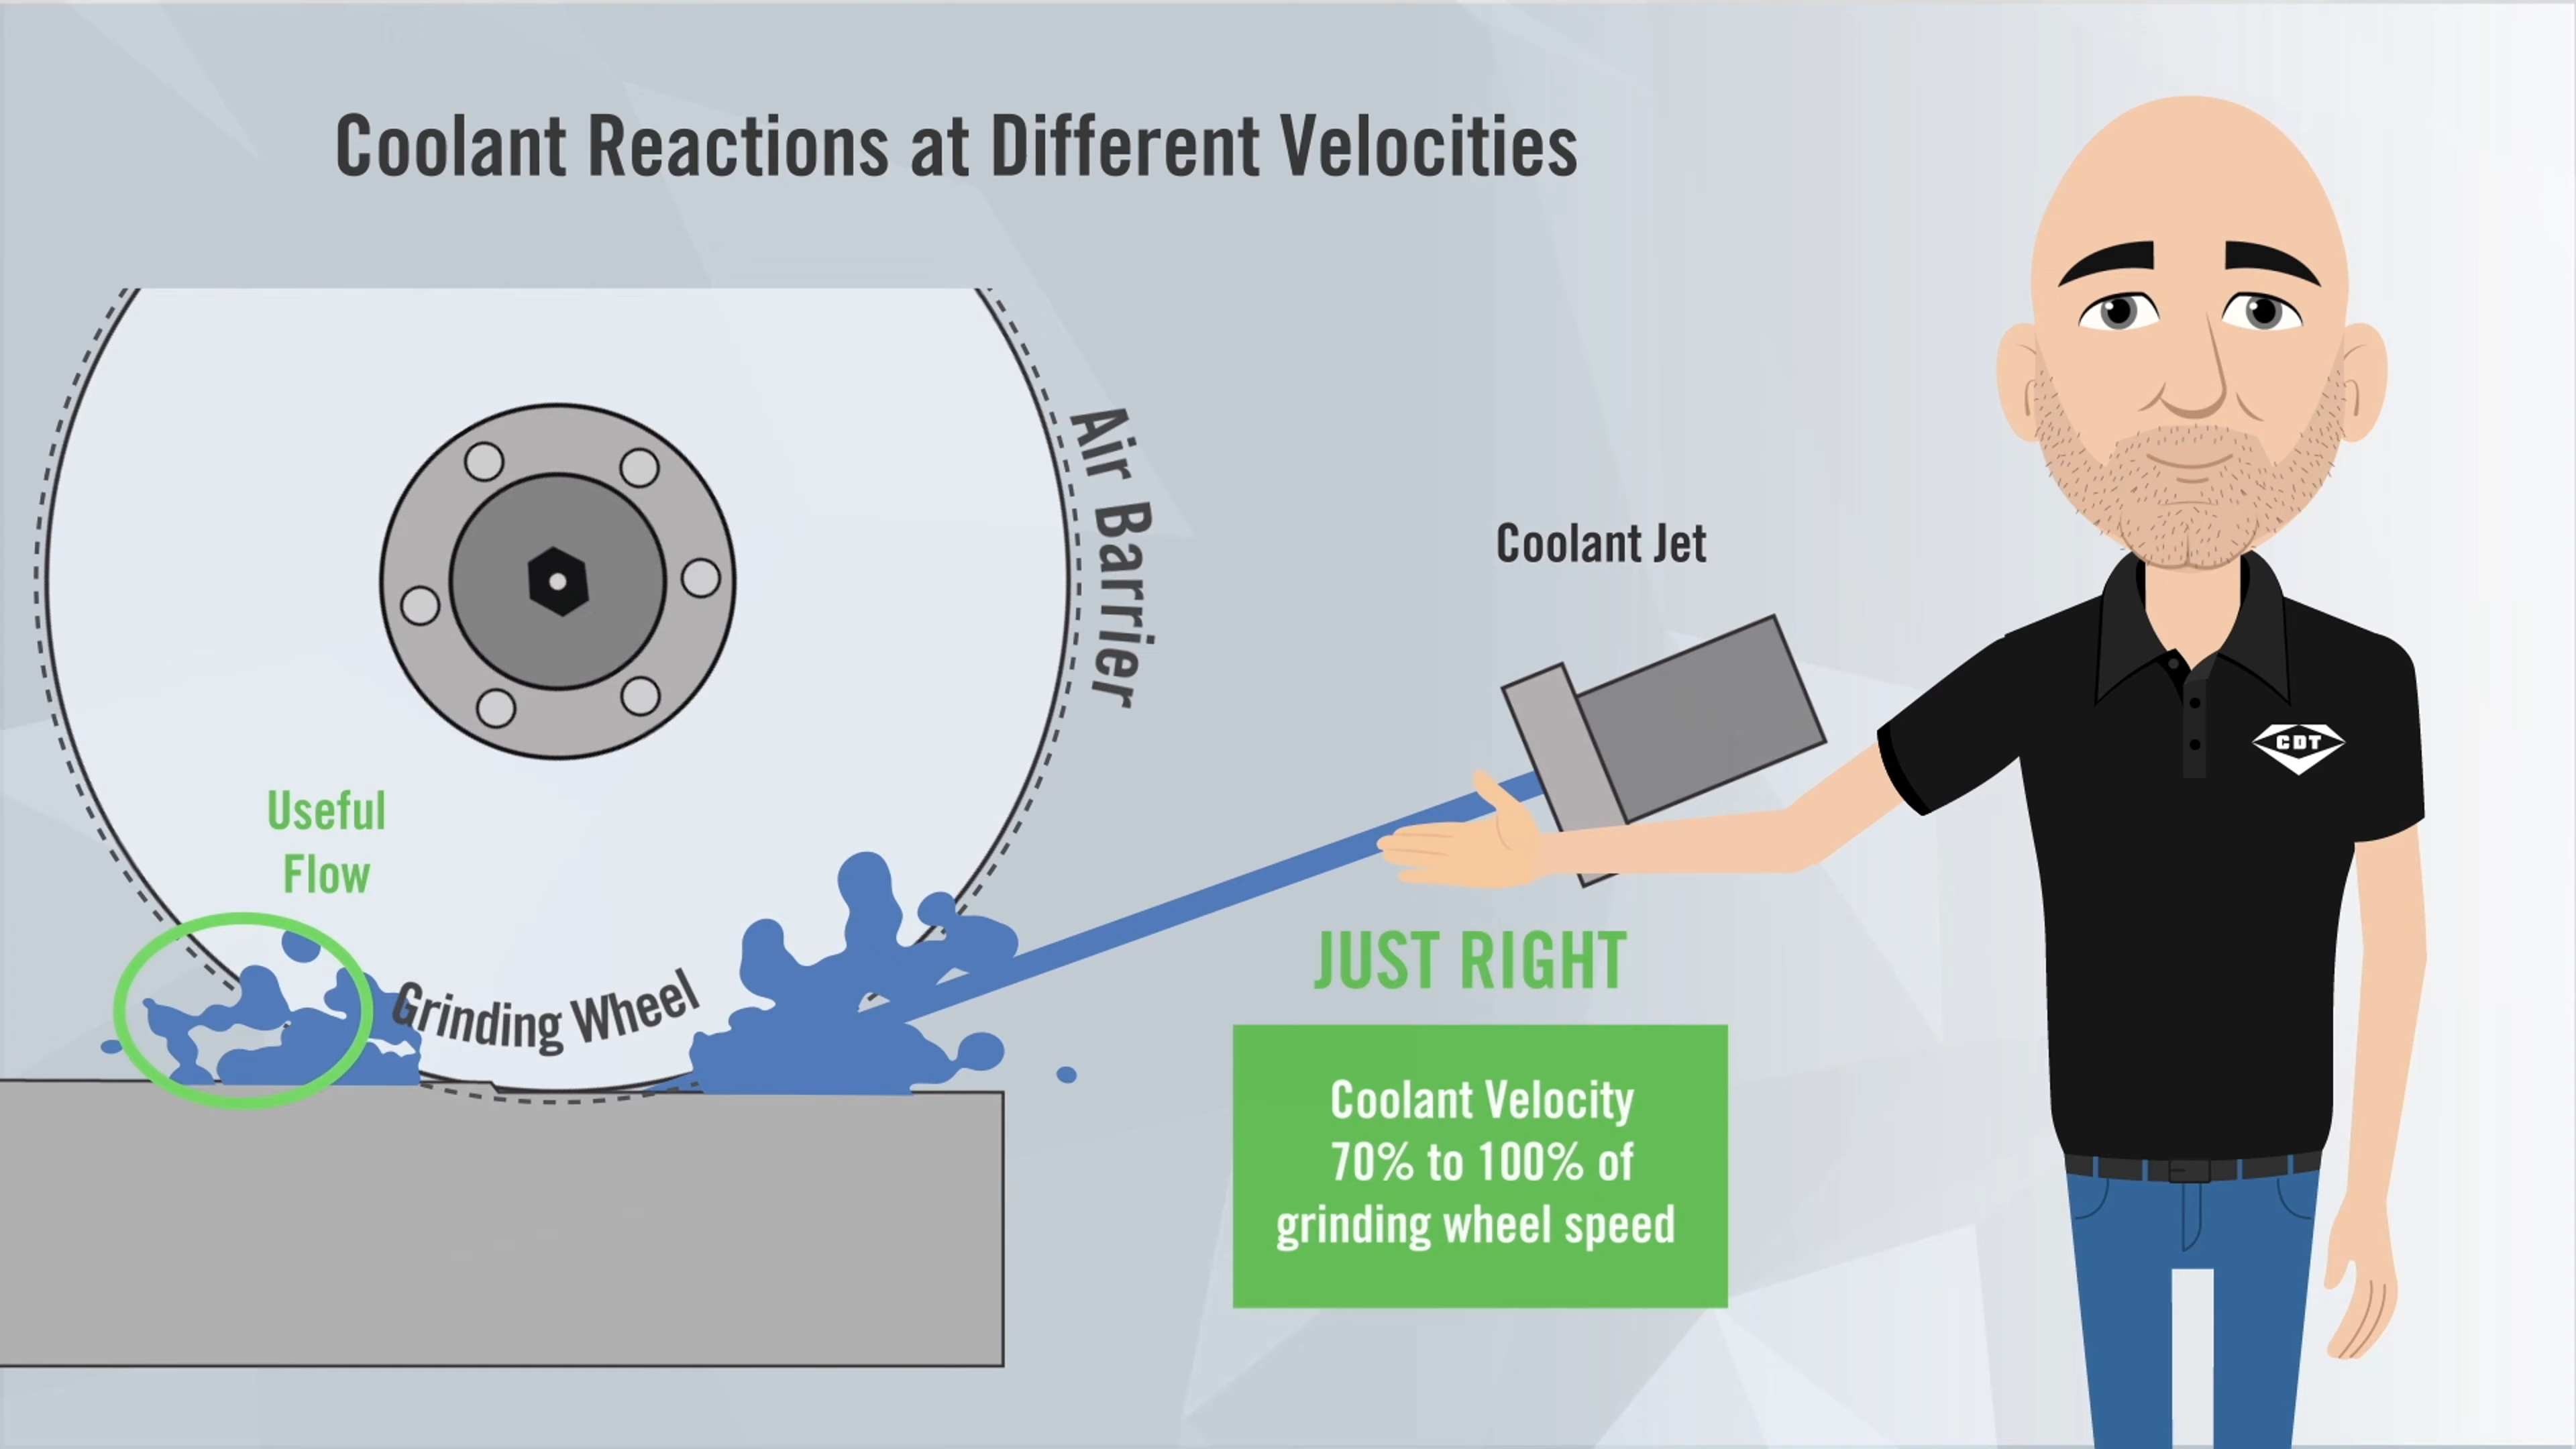 Coolant Reactions at Different Velocities
Air Barrier
Coolant Jet
CDT
Useful
Flow
Grinding Wheel
JUST RIGHT
Coolant Velocity
70% to 100% of
grinding wheel speed